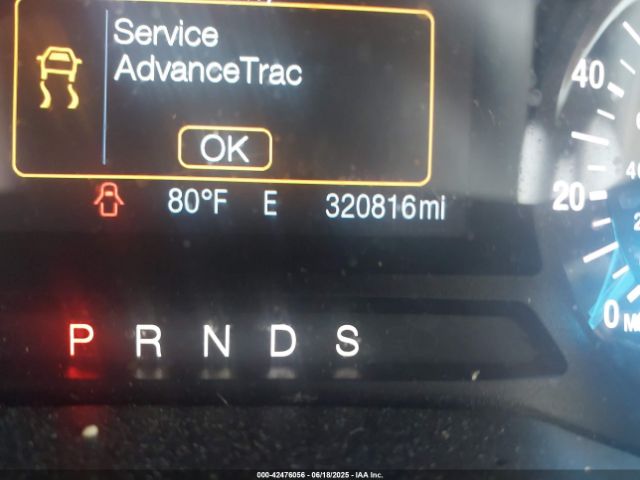 Service
AdvanceTrac
OK
80°F E 320816mi
P R N D S
40
20
0
000-42476056 - 06/18/2025 - IAA Inc.